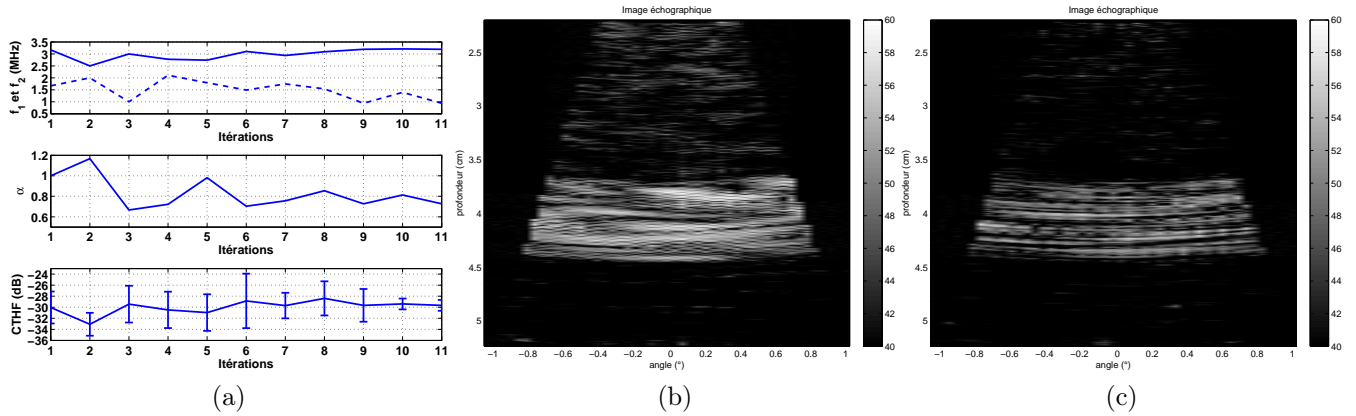 3.5
3
2.5
2
1.5
1
0.5
f1 et f2 (MHz)
1 2 3 4 5 6 7 8 9 10 11
Itérations
1.2
1
0.8
0.6
α
1 2 3 4 5 6 7 8 9 10 11
Itérations
−24
−26
−28
−30
−32
−34
−36
CTHF (dB)
1 2 3 4 5 6 7 8 9 10 11
Itérations
(a)
Image échographique
2.5
3
3.5
4
4.5
5
profondeur (cm)
−1 −0.8 −0.6 −0.4 −0.2 0 0.2 0.4 0.6 0.8 1
angle (°)
60
58
56
54
52
50
48
46
44
42
40
(b)
Image échographique
2.5
3
3.5
4
4.5
5
profondeur (cm)
−1 −0.8 −0.6 −0.4 −0.2 0 0.2 0.4 0.6 0.8 1
angle (°)
60
58
56
54
52
50
48
46
44
42
40
(c)